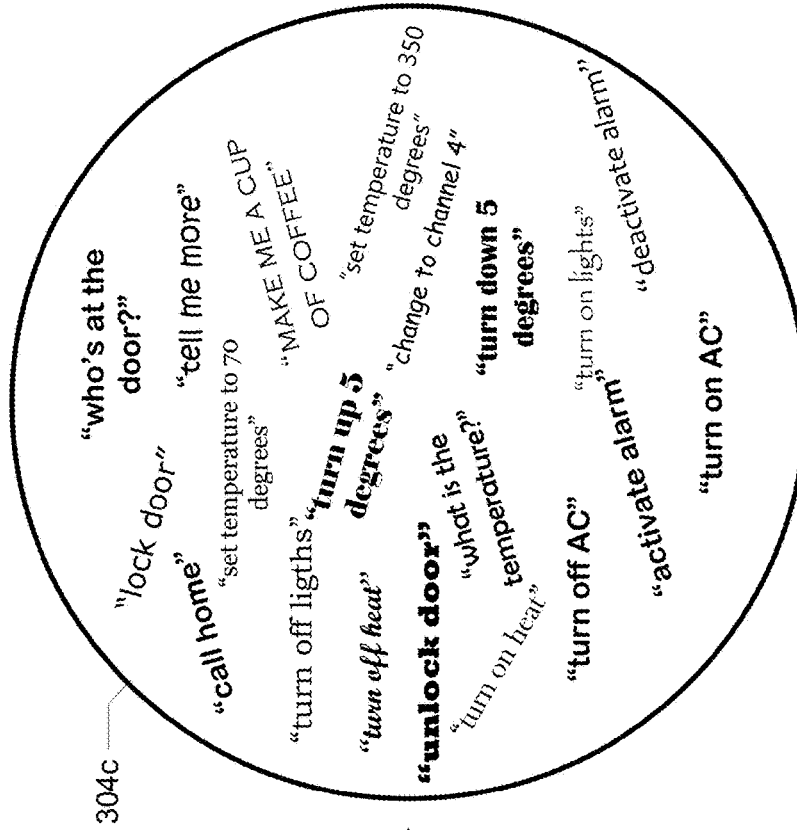 304c
“who's at the
door?”
“lock door”
“tell me more”
“call home”
“set temperature to 70
degrees”
“MAKE ME A CUP
OF COFFEE”
“turn off ligths”
“turn up 5
degrees”
“set temperature to 350
degrees”
“turn off heat”
“change to channel 4”
“unlock door”
“what is the
temperature?”
“turn down 5
degrees”
“turn on heat”
“turn on lights”
“turn off AC”
“deactivate alarm”
“activate alarm”
“turn on AC”